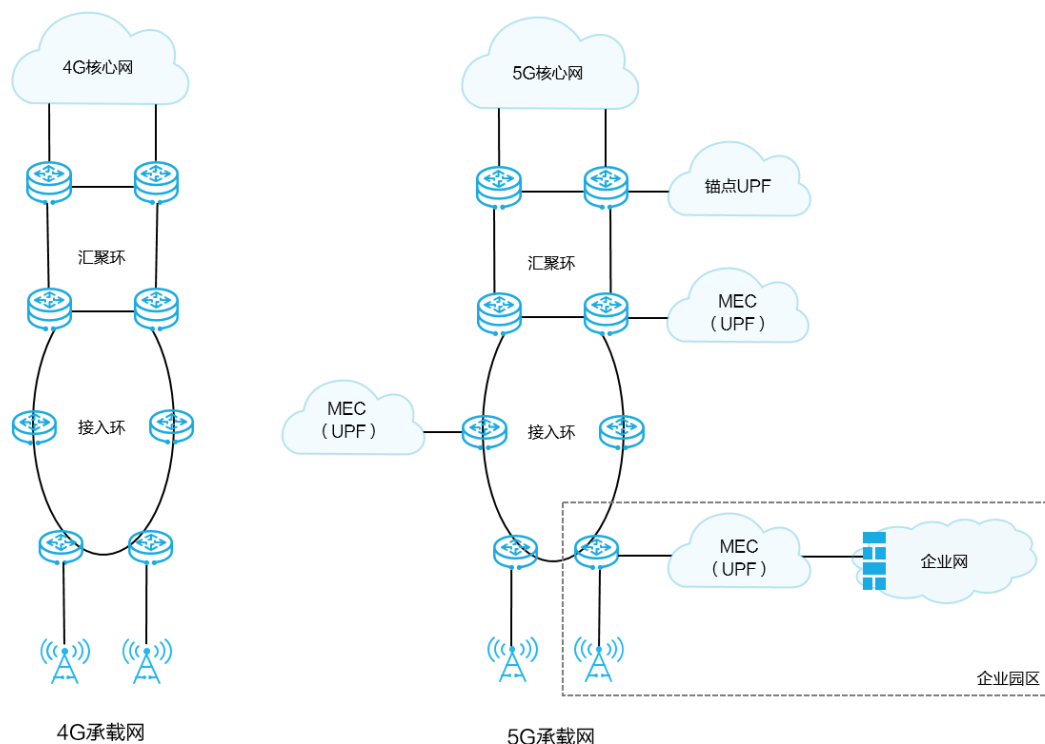 4G核心网
5G核心网
锚点UPF
汇聚环
汇聚环
MEC
（UPF）
MEC
（UPF）
接入环
接入环
MEC
（UPF）
企业网
企业园区
4G承载网
5G承载网